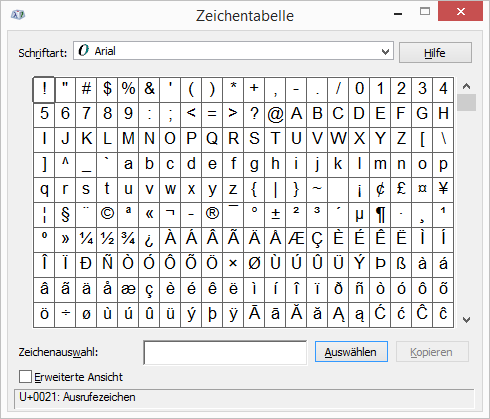 Zeichentabelle
Schriftart: O Arial Hilfe
! " # $ % & ' ( ) * + , - . / 0 1 2 3 4
5 6 7 8 9 : ; < = > ? @ A B C D E F G H
I J K L M N O P Q R S T U V W X Y Z [ \
] ^ _ ` a b c d e f g h i j k l m n o p
q r s t u v w x y z { | } ~   ¡ ¢ £ ¤ ¥
¦ § ¨ © ª « ¬ - ® ¯ ° ± ² ³ ´ µ ¶ · ¸ ¹
º » ¼ ½ ¾ ¿ À Á Â Ã Ä Å Æ Ç È É Ê Ë Ì Í
Î Ï Ð Ñ Ò Ó Ô Õ Ö × Ø Ù Ú Û Ü Ý Þ ß à á
â ã ä å æ ç è é ê ë ì í î ï ð ñ ò ó ô õ
ö ÷ ø ù ú û ü ý þ ÿ Ā ā Ă ă Ą ą Ć ć Ĉ ĉ
Zeichenauswahl: Auswählen Kopieren
Erweiterte Ansicht
U+0021: Ausrufezeichen